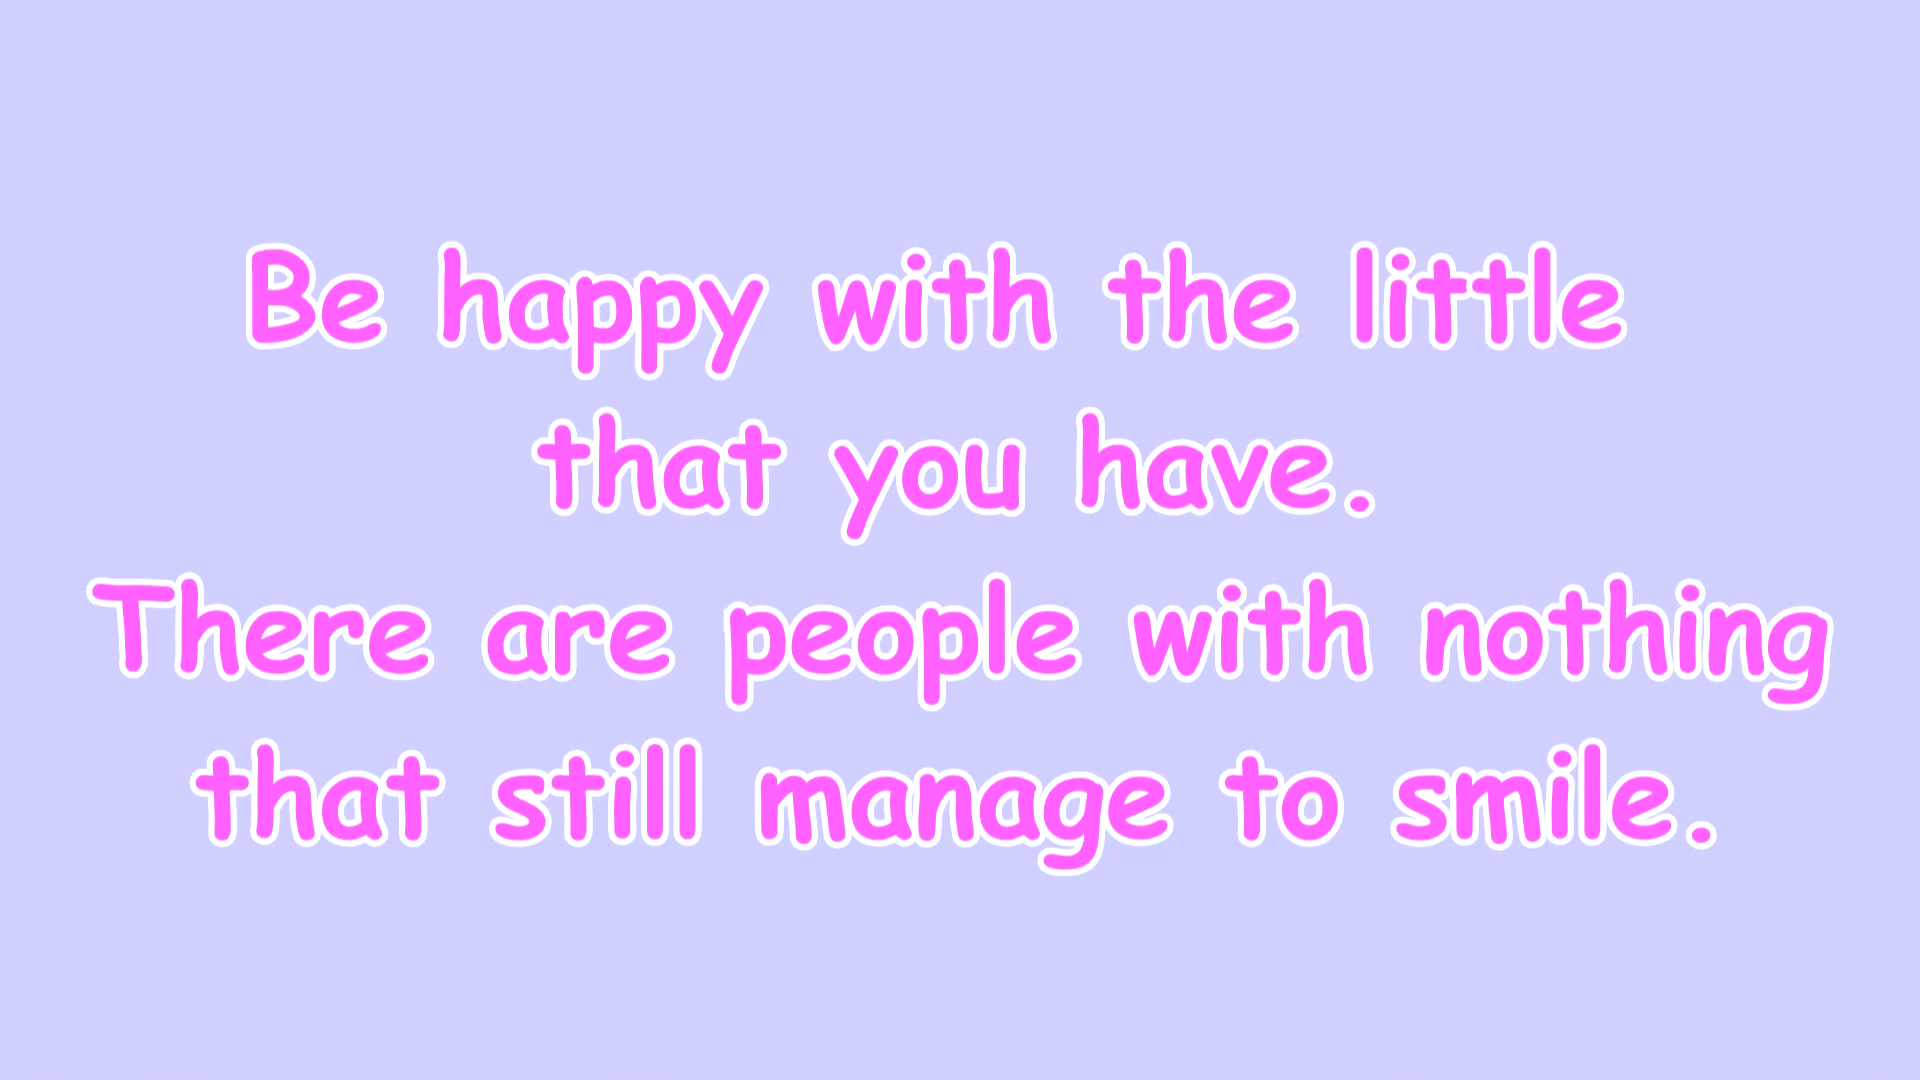 Be happy with the little
that you have.
There are people with nothing
that still manage to smile.